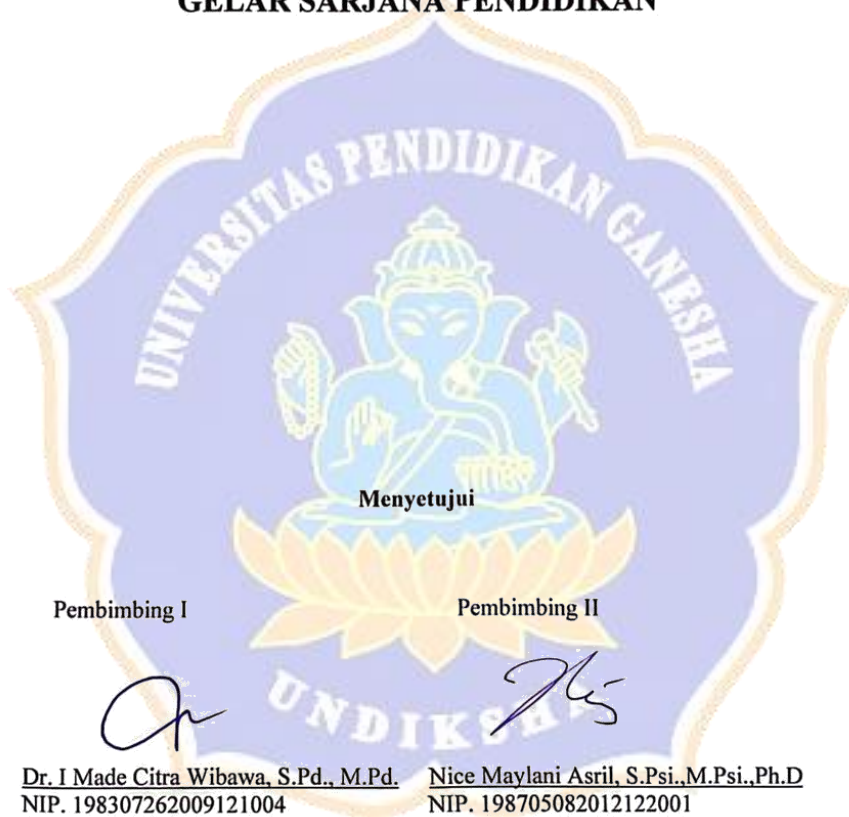 GELAR SARJANA PENDIDIKAN
UNIVERSITAS PENDIDIKAN GANESHA
Menyetujui
Pembimbing I Pembimbing II
UNDIKSHA
Dr. I Made Citra Wibawa, S.Pd., M.Pd. Nice Maylani Asril, S.Psi.,M.Psi.,Ph.D
NIP. 198307262009121004 NIP. 198705082012122001